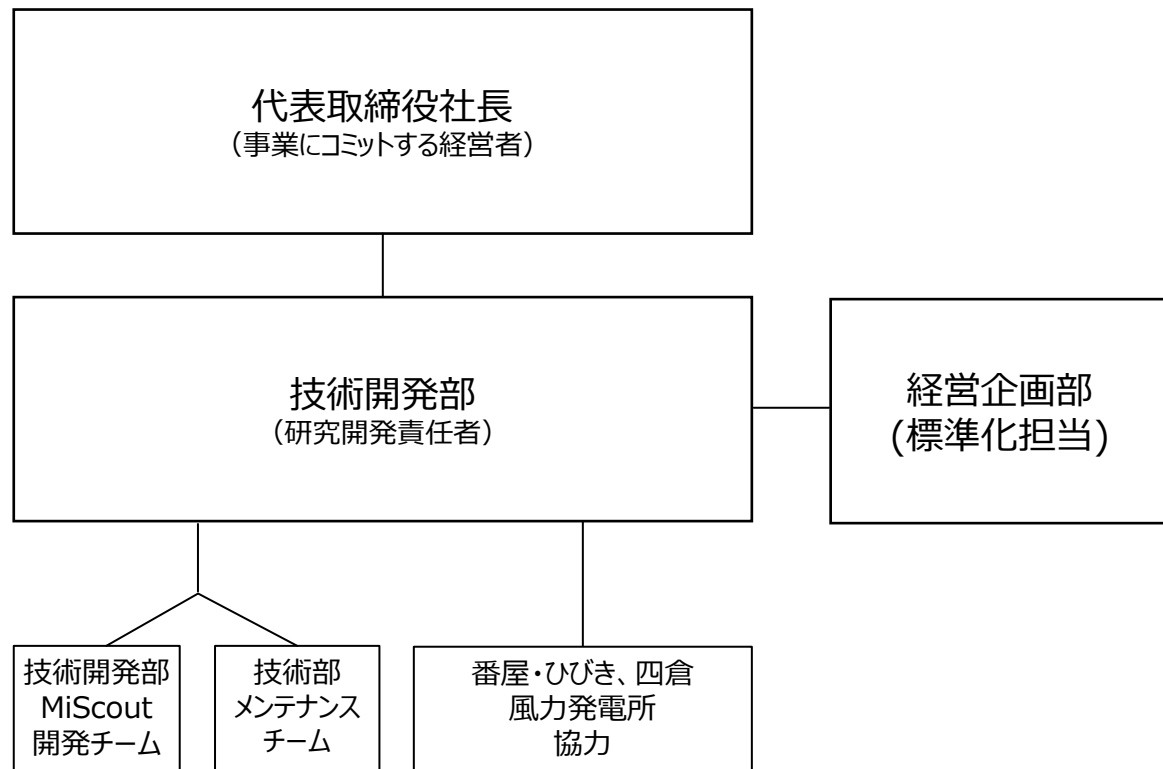 代表取締役社長
（事業にコミットする経営者）
技術開発部
（研究開発責任者）
経営企画部
(標準化担当)
技術開発部
MiScout
開発チーム
技術部
メンテナンス
チーム
番屋・ひびき、四倉
風力発電所
協力